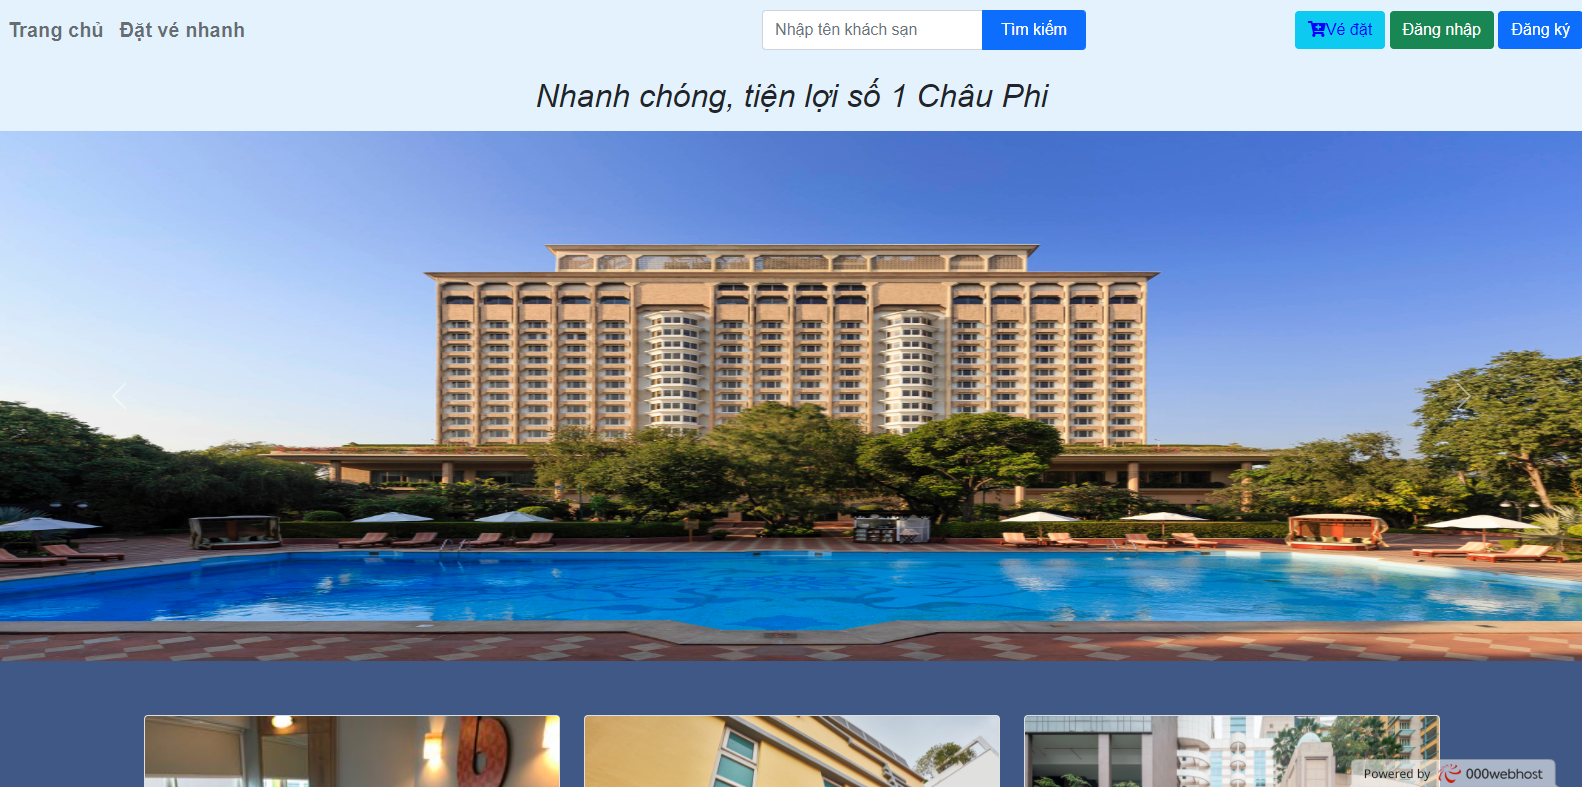 Trang chủ Đặt vé nhanh
Nhập tên khách sạn Tìm kiếm
Vé đặt Đăng nhập Đăng ký
Nhanh chóng, tiện lợi số 1 Châu Phi
Powered by 000webhost